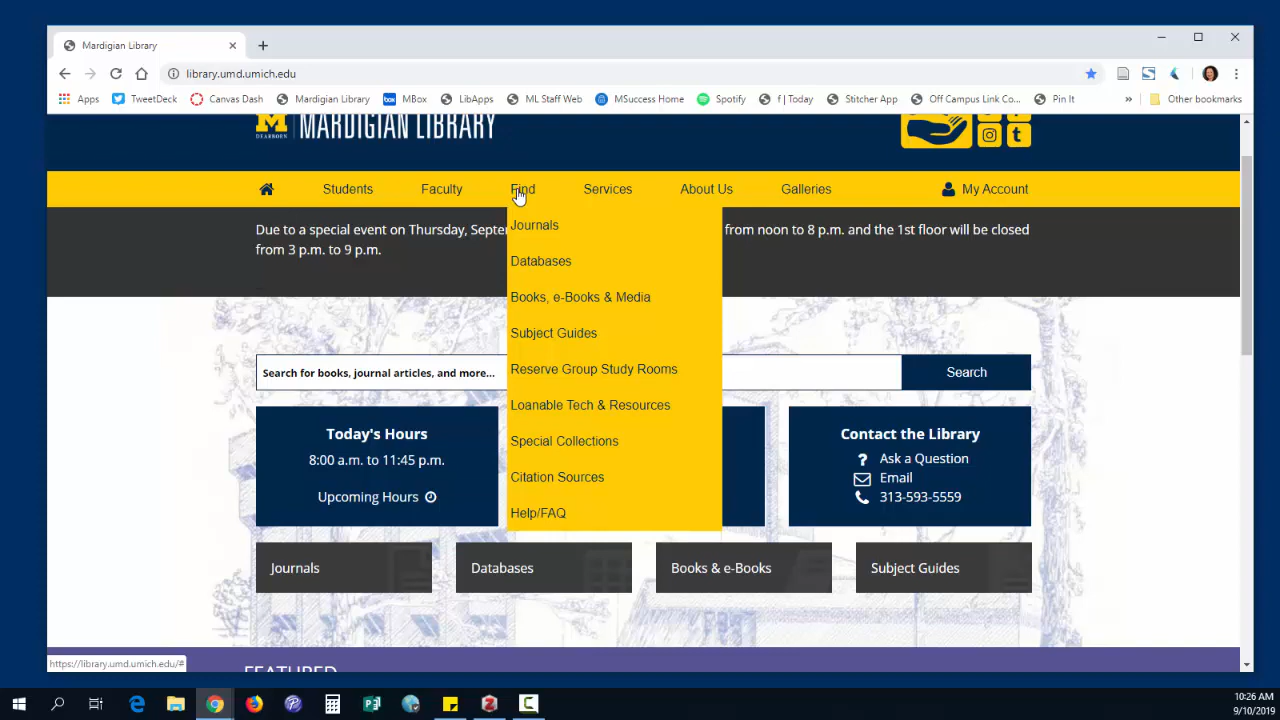 Mardigian Library
library.umd.umich.edu
Apps TweetDeck Canvas Dash Mardigian Library MBox LibApps ML Staff Web MSuccess Home Spotify f | Today Stitcher App Off Campus Link Co... Pin It » Other bookmarks
DEARBORN MARDIGIAN LIBRARY
Students Faculty Find Services About Us Galleries My Account
Due to a special event on Thursday, Septe
from noon to 8 p.m. and the 1st floor will be closed
from 3 p.m. to 9 p.m.
Journals
Databases
Books, e-Books & Media
Subject Guides
Reserve Group Study Rooms
Loanable Tech & Resources
Special Collections
Citation Sources
Help/FAQ
Search for books, journal articles, and more...
Search
Today's Hours
8:00 a.m. to 11:45 p.m.
Upcoming Hours
Contact the Library
? Ask a Question
Email
313-593-5559
Journals
Databases
Books & e-Books
Subject Guides
FEATURED
https://library.umd.umich.edu/#
10:26 AM
9/10/2019